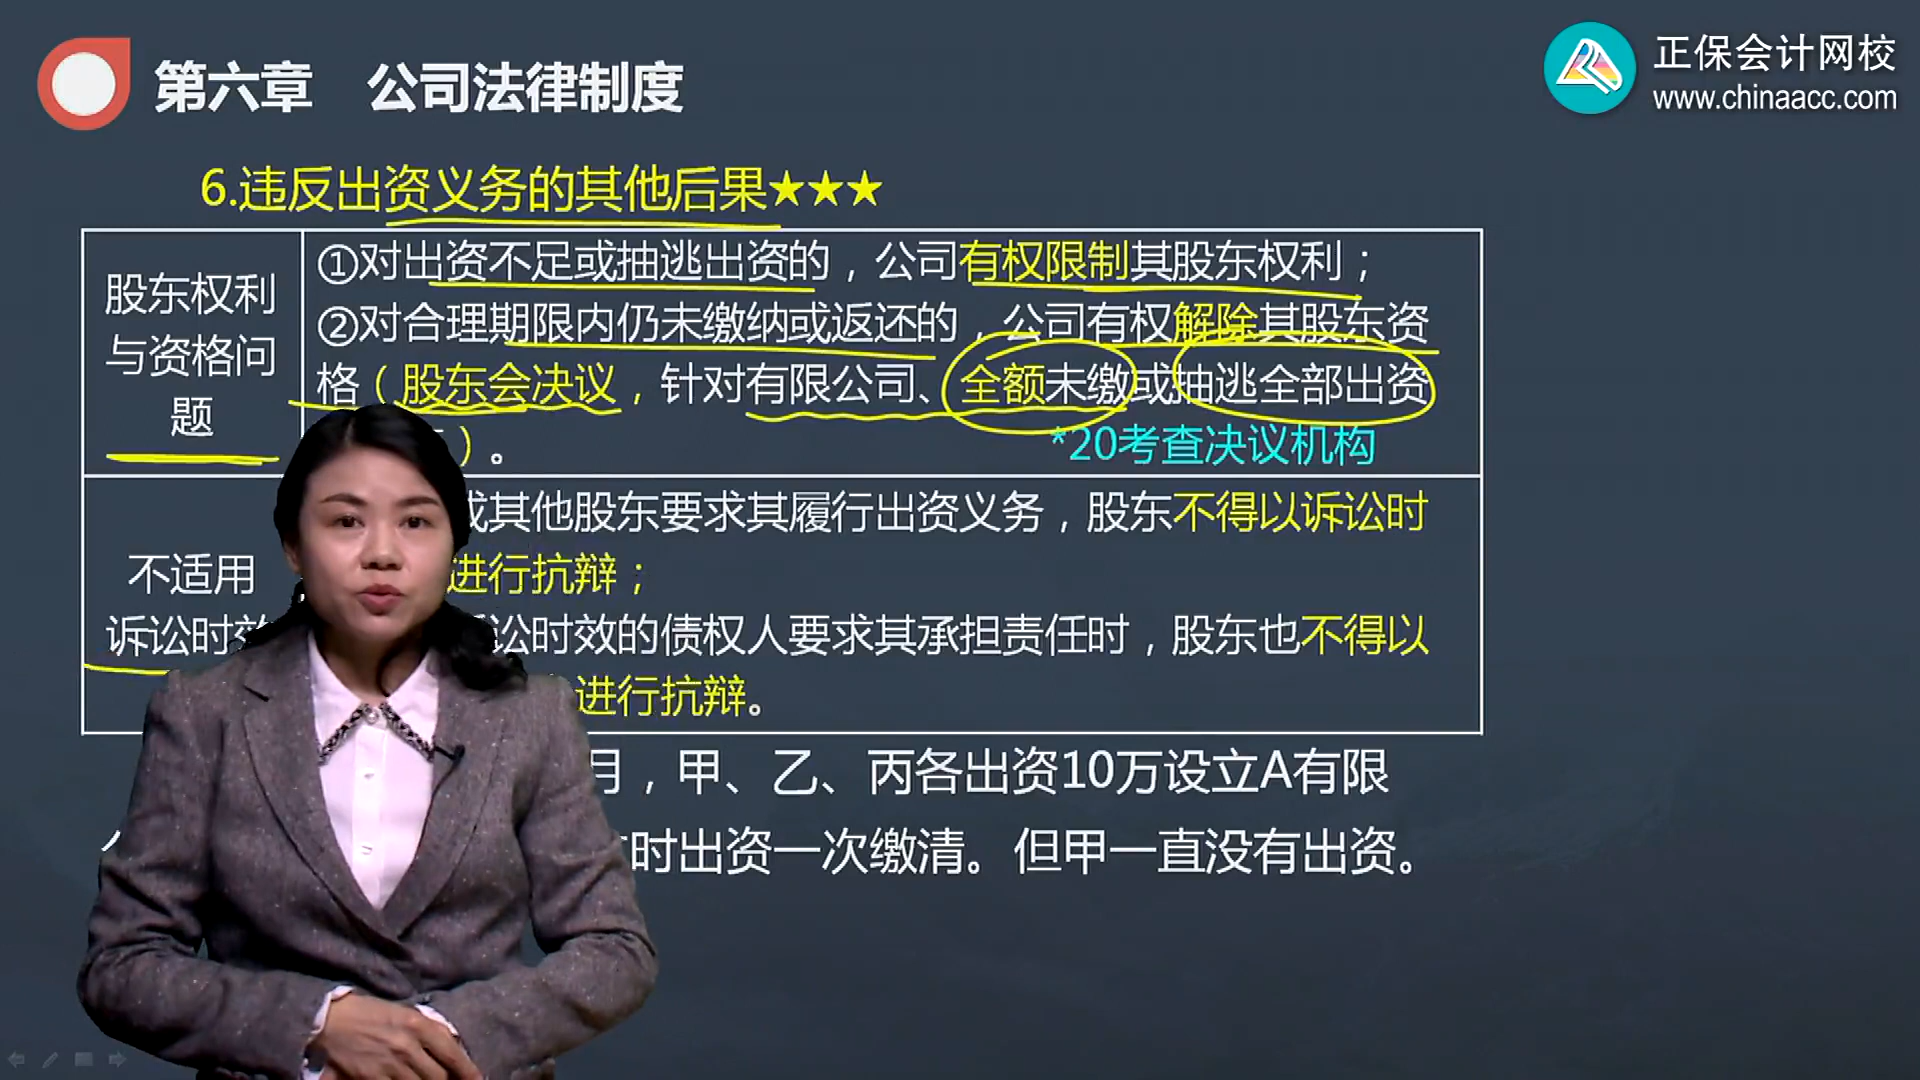 第六章 公司法律制度
正保会计网校
www.chinaacc.com
6.违反出资义务的其他后果★★★
股东权利
与资格问
题
①对出资不足或抽逃出资的，公司有权限制其股东权利；
②对合理期限内仍未缴纳或返还的，公司有权解除其股东资
格（股东会决议，针对有限公司、全额未缴或抽逃全部出资
）。
*20考查决议机构
不适用
诉讼时效
或其他股东要求其履行出资义务，股东不得以诉讼时
进行抗辩；
讼时效的债权人要求其承担责任时，股东也不得以
进行抗辩。
月，甲、乙、丙各出资10万设立A有限
时出资一次缴清。但甲一直没有出资。